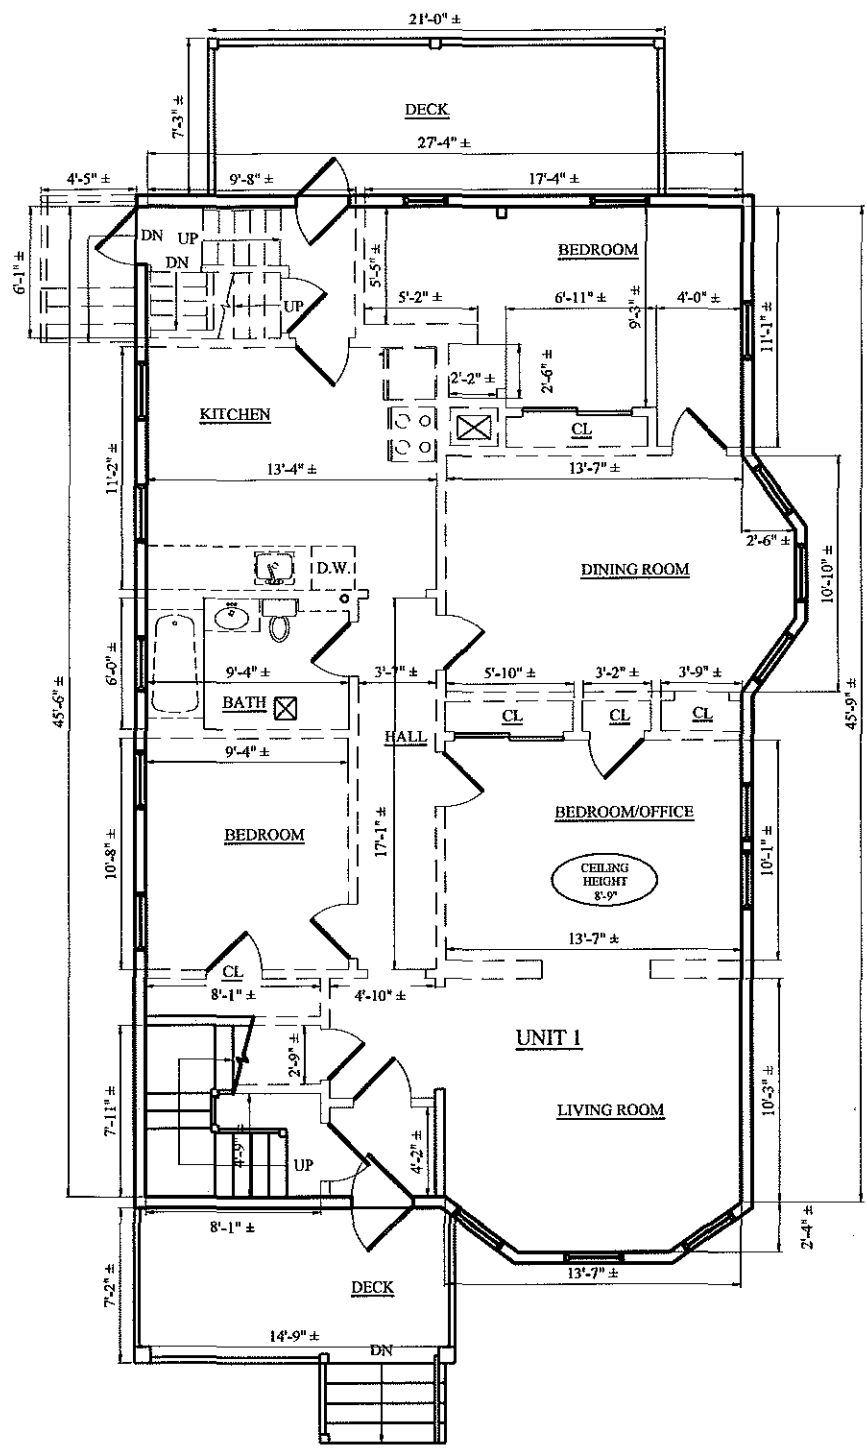 21'-0" ±
7'-3" ±
DECK
27'-4" ±
4'-5" ±
9'-8" ±
17'-4" ±
DN
UP
BEDROOM
DN
6'-1" ±
5'-5" ±
UP
5'-2" ±
6'-11" ±
9'-3" ±
4'-0" ±
11'-1" ±
2'-2" ±
2'-6" ±
KITCHEN
CL
11'-2" ±
13'-4" ±
13'-7" ±
2'-6" ±
D.W.
DINING ROOM
10'-10" ±
6'-0" ±
9'-4" ±
3'-7" ±
5'-10" ±
3'-2" ±
3'-9" ±
45'-6" ±
45'-9" ±
BATH
CL
CL
CL
HALL
9'-4" ±
BEDROOM/OFFICE
BEDROOM
10'-8" ±
17'-1" ±
10'-1" ±
CEILING
HEIGHT
8'-9"
13'-7" ±
CL
8'-1" ±
4'-10" ±
UNIT 1
2'-9" ±
7'-11" ±
LIVING ROOM
10'-3" ±
4'-9" ±
4'-2" ±
UP
8'-1" ±
2'-4" ±
13'-7" ±
7'-2" ±
DECK
14'-9" ±
DN